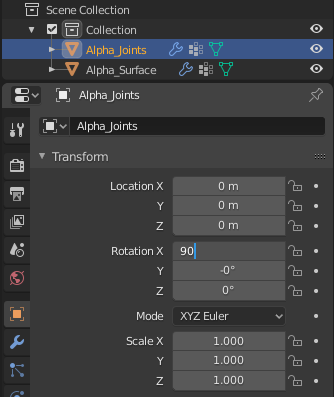 Scene Collection
Collection
Alpha_Joints
Alpha_Surface
Alpha_Joints
Alpha_Joints
Transform
Location X 0 m
Y 0 m
Z 0 m
Rotation X 90
Y -0°
Z 0°
Mode XYZ Euler
Scale X 1.000
Y 1.000
Z 1.000